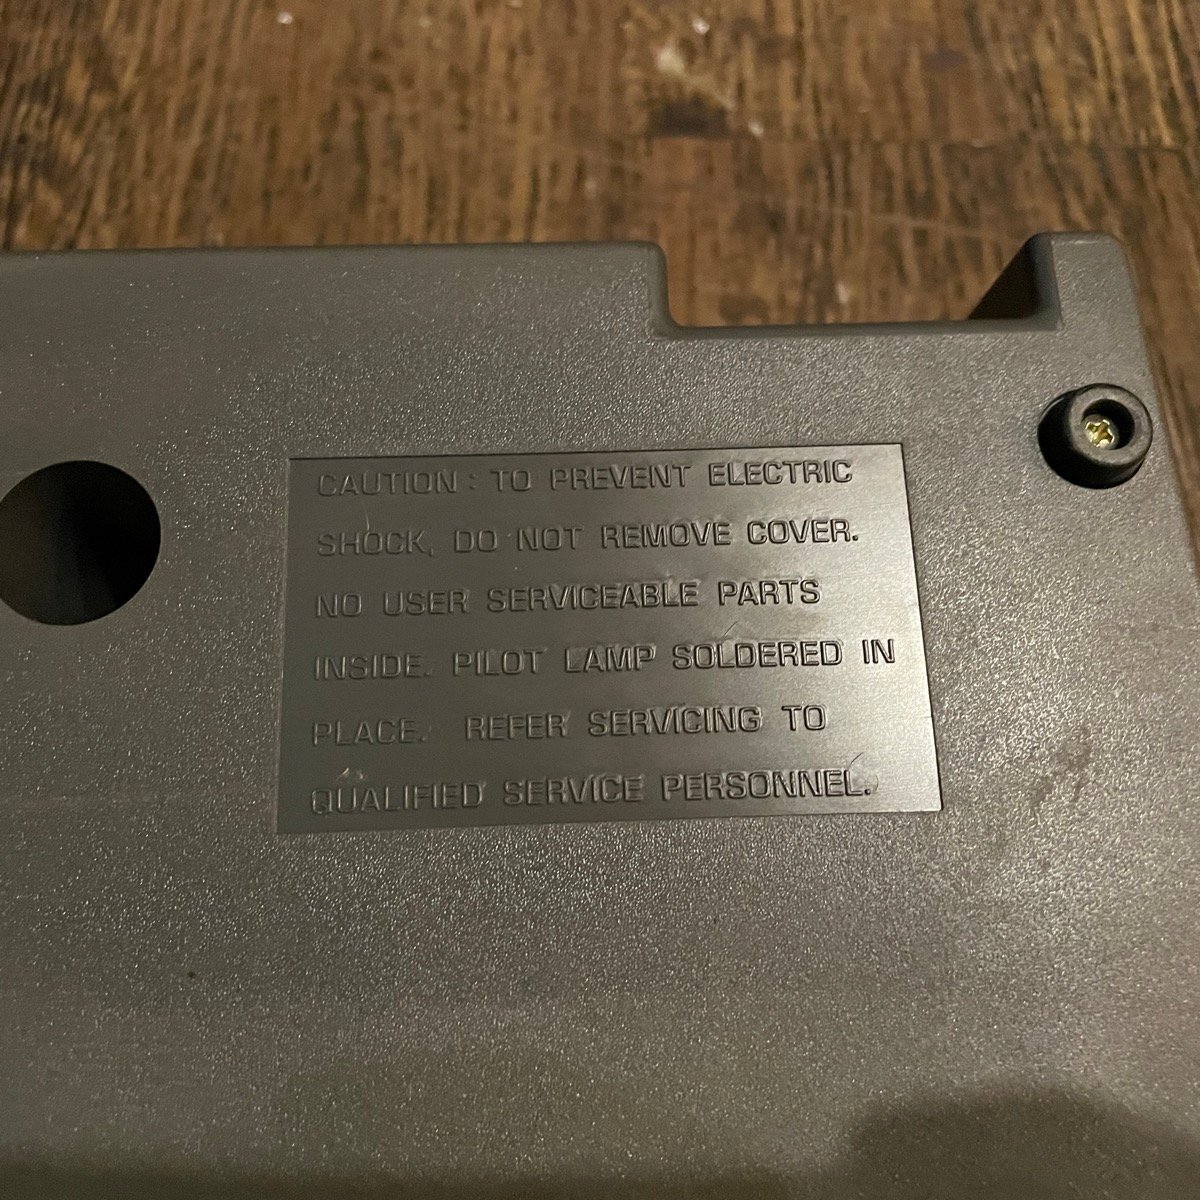 CAUTION : TO PREVENT ELECTRIC
SHOCK, DO NOT REMOVE COVER.
NO USER SERVICEABLE PARTS
INSIDE. PILOT LAMP SOLDERED IN
PLACE. REFER SERVICING TO
QUALIFIED SERVICE PERSONNEL.